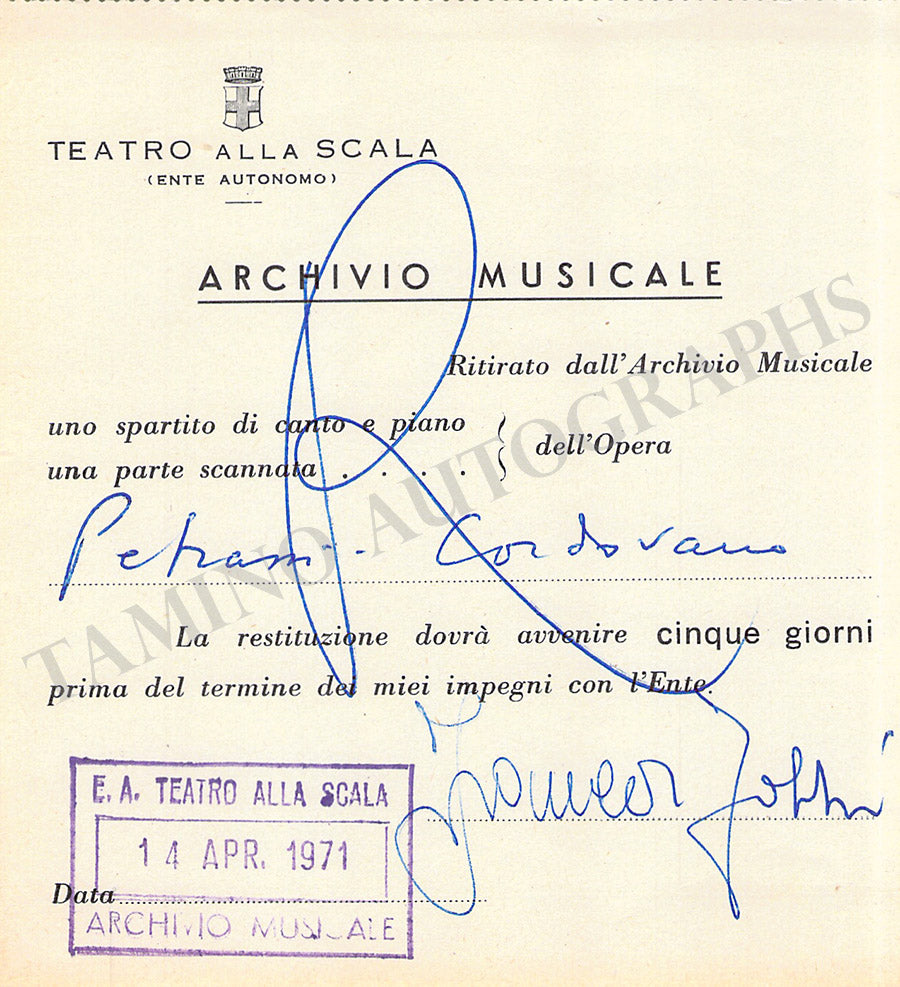 TEATRO ALLA SCALA
(ENTE AUTONOMO)
ARCHIVIO MUSICALE
Ritirato dall'Archivio Musicale
uno spartito di canto e piano
una parte scannata . . . .
dell'Opera
Petrassi - Cordovano
La restituzione dovrà avvenire cinque giorni
prima del termine dei miei impegni con l'Ente.
E. A. TEATRO ALLA SCALA
14 APR. 1971
Data
ARCHIVIO MUSICALE
TAMINO AUTOGRAPHS